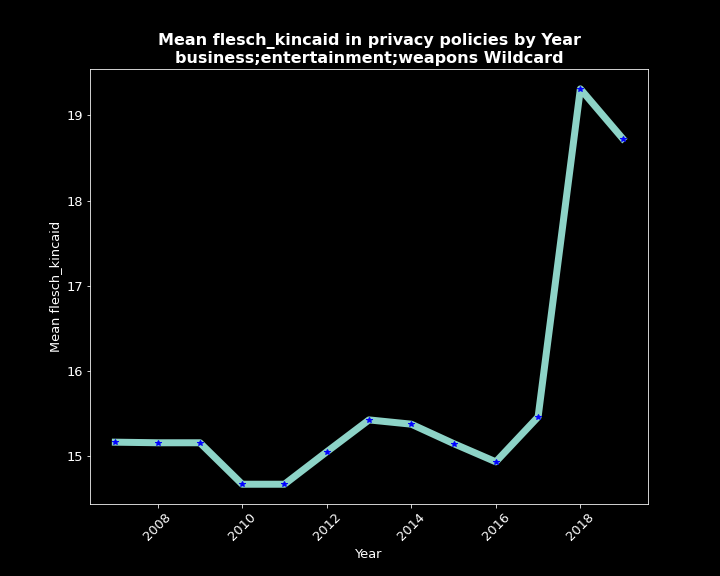 Mean flesch_kincaid in privacy policies by Year
business;entertainment;weapons Wildcard
Mean flesch_kincaid
19
18
17
16
15
2008
2010
2012
2014
2016
2018
Year